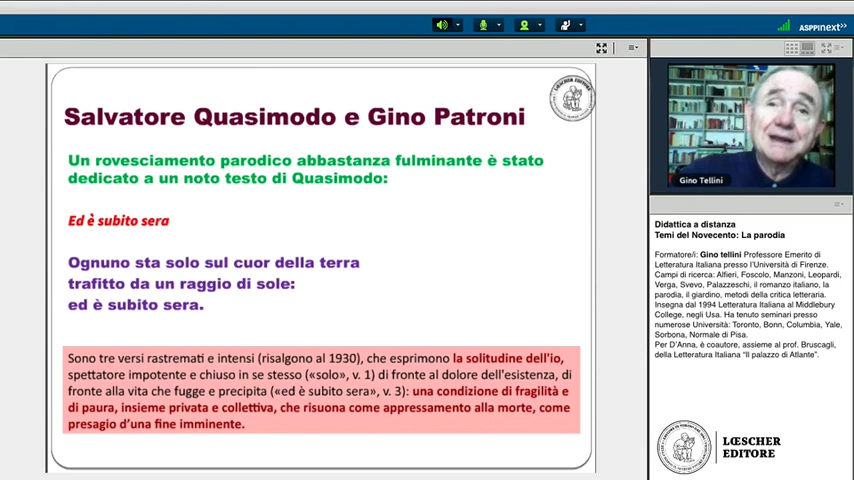 ASPPInext>>
Salvatore Quasimodo e Gino Patroni
LŒSCHER EDITORE
Un rovesciamento parodico abbastanza fulminante è stato
dedicato a un noto testo di Quasimodo:
Ed è subito sera
Ognuno sta solo sul cuor della terra
trafitto da un raggio di sole:
ed è subito sera.
Sono tre versi rastremati e intensi (risalgono al 1930), che esprimono la solitudine dell'io,
spettatore impotente e chiuso in se stesso («solo», v. 1) di fronte al dolore dell'esistenza, di
fronte alla vita che fugge e precipita («ed è subito sera», v. 3): una condizione di fragilità e
di paura, insieme privata e collettiva, che risuona come appressamento alla morte, come
presagio d'una fine imminente.
Gino Tellini
Didattica a distanza
Temi del Novecento: La parodia
Formatore/i: Gino tellini Professore Emerito di
Letteratura Italiana presso l'Università di Firenze.
Campi di ricerca: Alfieri, Foscolo, Manzoni, Leopardi,
Verga, Svevo, Palazzeschi, il romanzo italiano, la
parodia, il giardino, metodi della critica letteraria.
Insegna dal 1994 Letteratura Italiana al Middlebury
College, negli Usa. Ha tenuto seminari presso
numerose Università: Toronto, Bonn, Columbia, Yale,
Sorbona, Normale di Pisa.
Per D'Anna, è coautore, assieme al prof. Bruscagli,
della Letteratura Italiana "Il palazzo di Atlante".
LŒSCHER
EDITORE